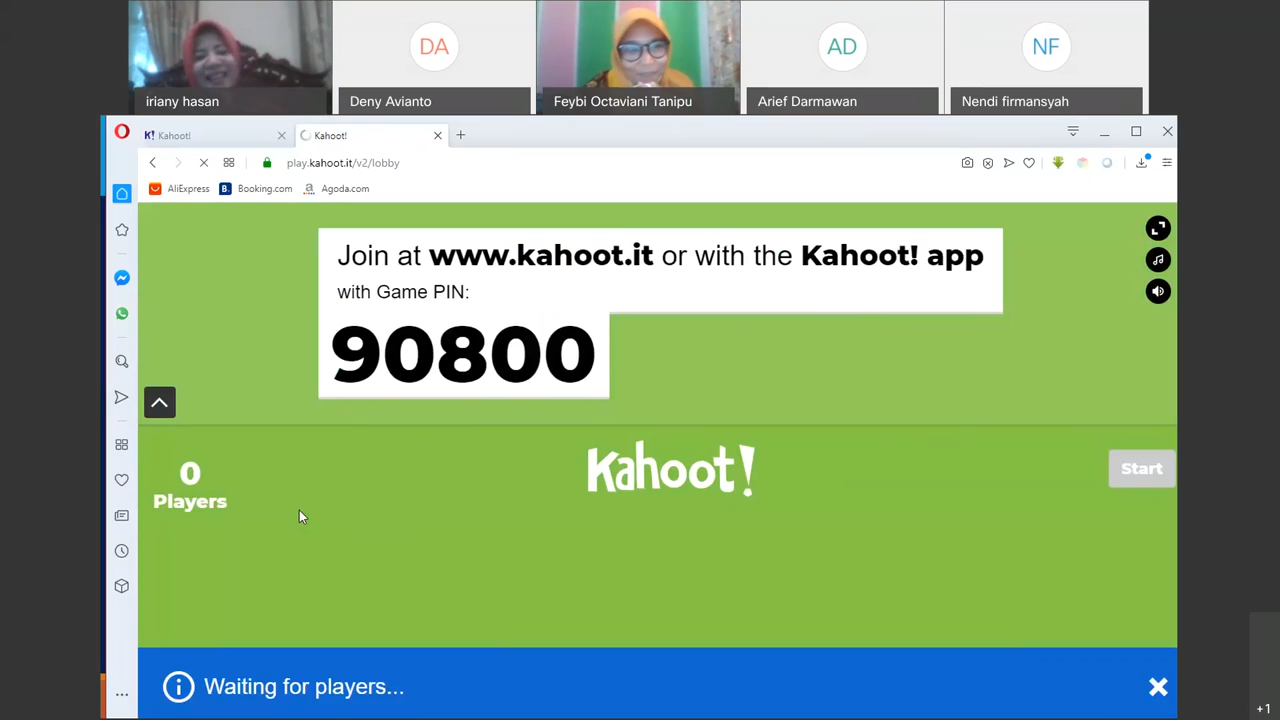 DA
AD
NF
iriany hasan
Deny Avianto
Feybi Octaviani Tanipu
Arief Darmawan
Nendi firmansyah
K! Kahoot!
Kahoot!
play.kahoot.it/v2/lobby
AliExpress
B. Booking.com
a Agoda.com
Join at www.kahoot.it or with the Kahoot! app
with Game PIN:
90800
0
Players
Kahoot!
Start
Waiting for players...
+1